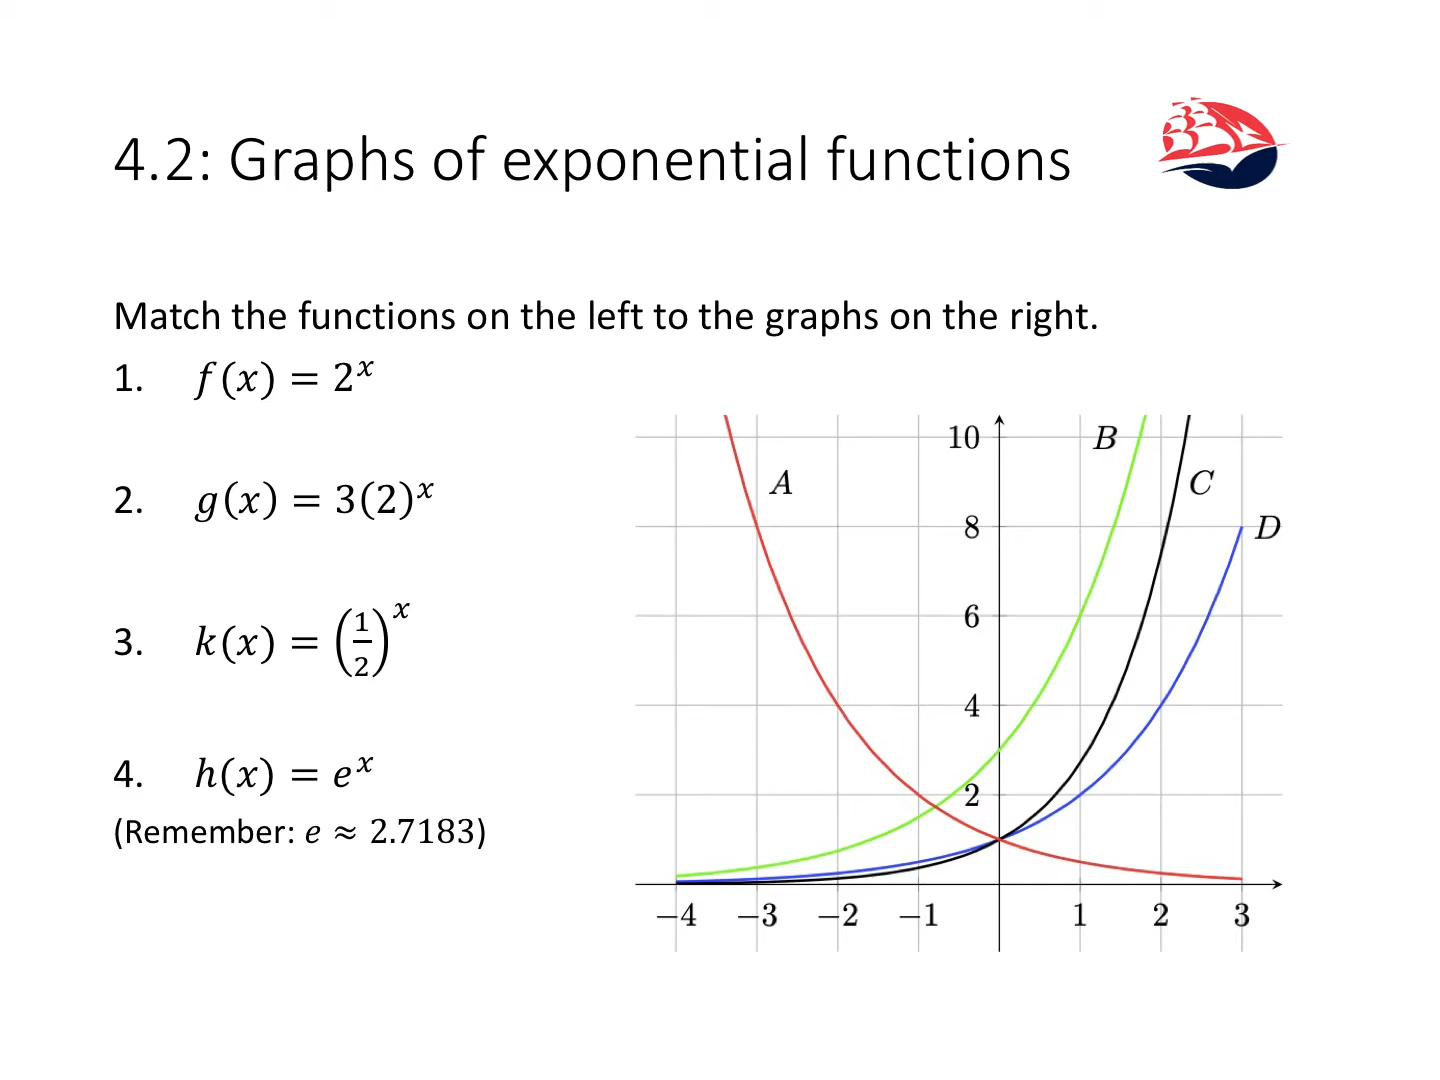 4.2: Graphs of exponential functions
Match the functions on the left to the graphs on the right.
1. f(x) = 2^x
2. g(x) = 3(2)^x
3. k(x) = (1/2)^x
4. h(x) = e^x
(Remember: e ≈ 2.7183)
10 B
A C
8 D
6
4
2
−4 −3 −2 −1 1 2 3